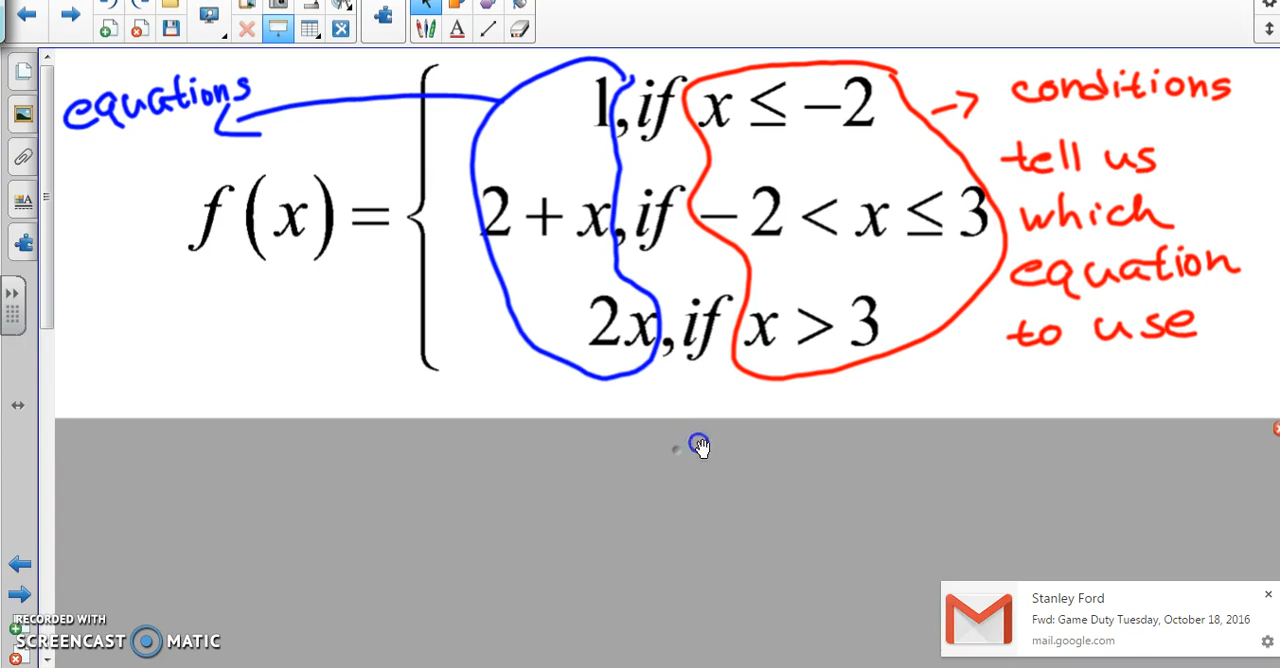 equations
1, if x ≤ −2
f(x) = { 2 + x, if −2 < x ≤ 3
2x, if x > 3
→ conditions
tell us
which
equation
to use
RECORDED WITH
SCREENCAST MATIC
Stanley Ford
Fwd: Game Duty Tuesday, October 18, 2016
mail.google.com